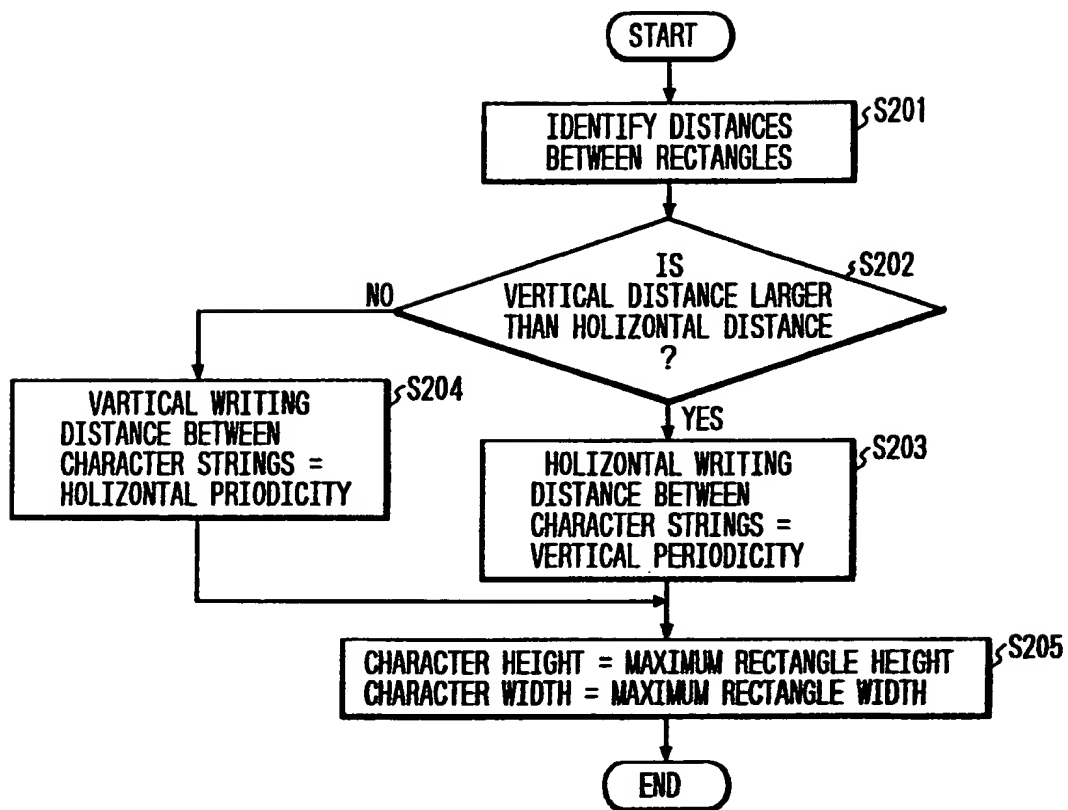 START
S201
IDENTIFY DISTANCES
BETWEEN RECTANGLES
S202
IS
VERTICAL DISTANCE LARGER
THAN HOLIZONTAL DISTANCE
?
NO
YES
S204
VARTICAL WRITING
DISTANCE BETWEEN
CHARACTER STRINGS =
HOLIZONTAL PRIODICITY
S203
HOLIZONTAL WRITING
DISTANCE BETWEEN
CHARACTER STRINGS =
VERTICAL PERIODICITY
S205
CHARACTER HEIGHT = MAXIMUM RECTANGLE HEIGHT
CHARACTER WIDTH = MAXIMUM RECTANGLE WIDTH
END